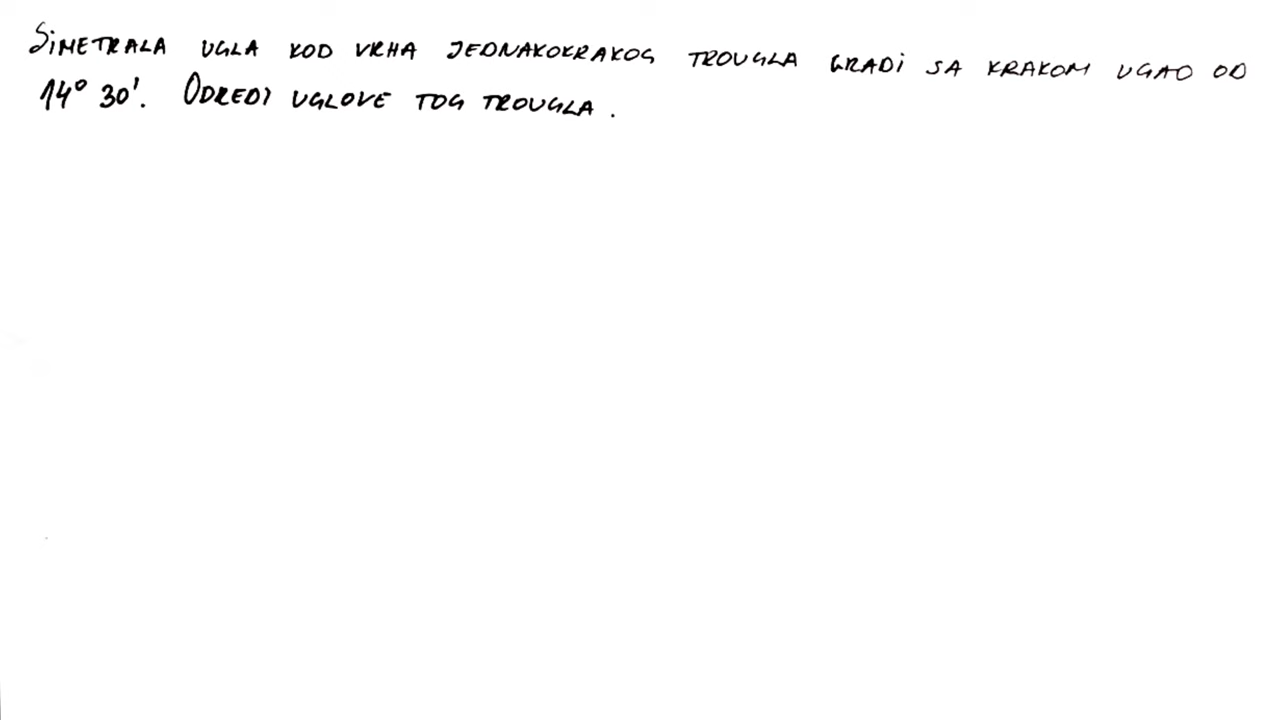 SIMETRALA UGLA KOD VRHA JEDNAKOKRAKOG TROUGLA GRADI SA KRAKOM UGAO OD
14° 30'. ODREDI UGLOVE TOG TROUGLA.